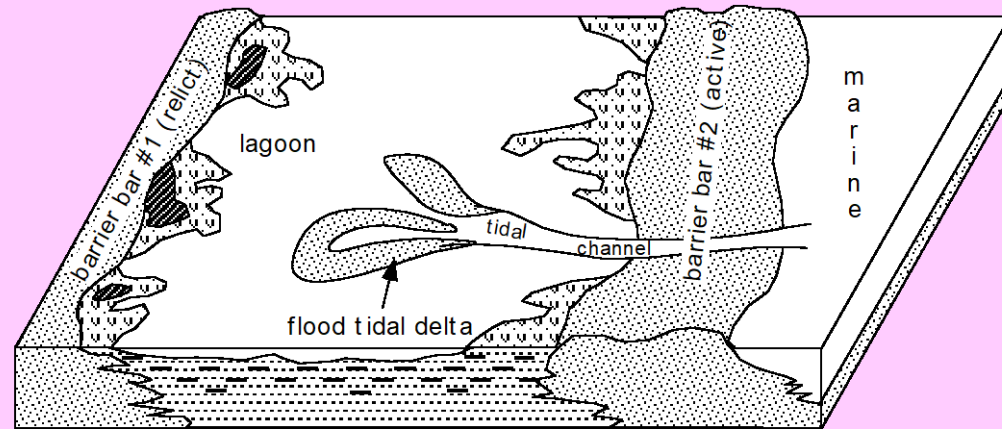 barrier bar #1 (relict)
lagoon
barrier bar #2 (active)
marine
tidal
channel
flood tidal delta